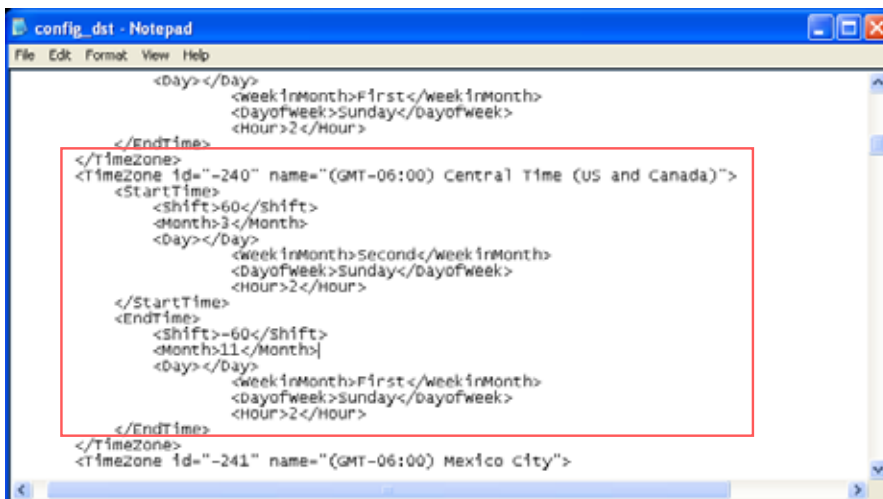 config_dst - Notepad
File Edit Format View Help
<Day></Day>
<WeekinMonth>First</WeekinMonth>
<DayofWeek>Sunday</DayofWeek>
<Hour>2</Hour>
</EndTime>
</TimeZone>
<TimeZone id="-240" name="(GMT-06:00) Central Time (US and Canada)">
<StartTime>
<Shift>60</Shift>
<Month>3</Month>
<Day></Day>
<WeekinMonth>Second</WeekinMonth>
<DayofWeek>Sunday</DayofWeek>
<Hour>2</Hour>
</StartTime>
<EndTime>
<Shift>-60</Shift>
<Month>11</Month>
<Day></Day>
<WeekinMonth>First</WeekinMonth>
<DayofWeek>Sunday</DayofWeek>
<Hour>2</Hour>
</EndTime>
</TimeZone>
<TimeZone id="-241" name="(GMT-06:00) Mexico City">